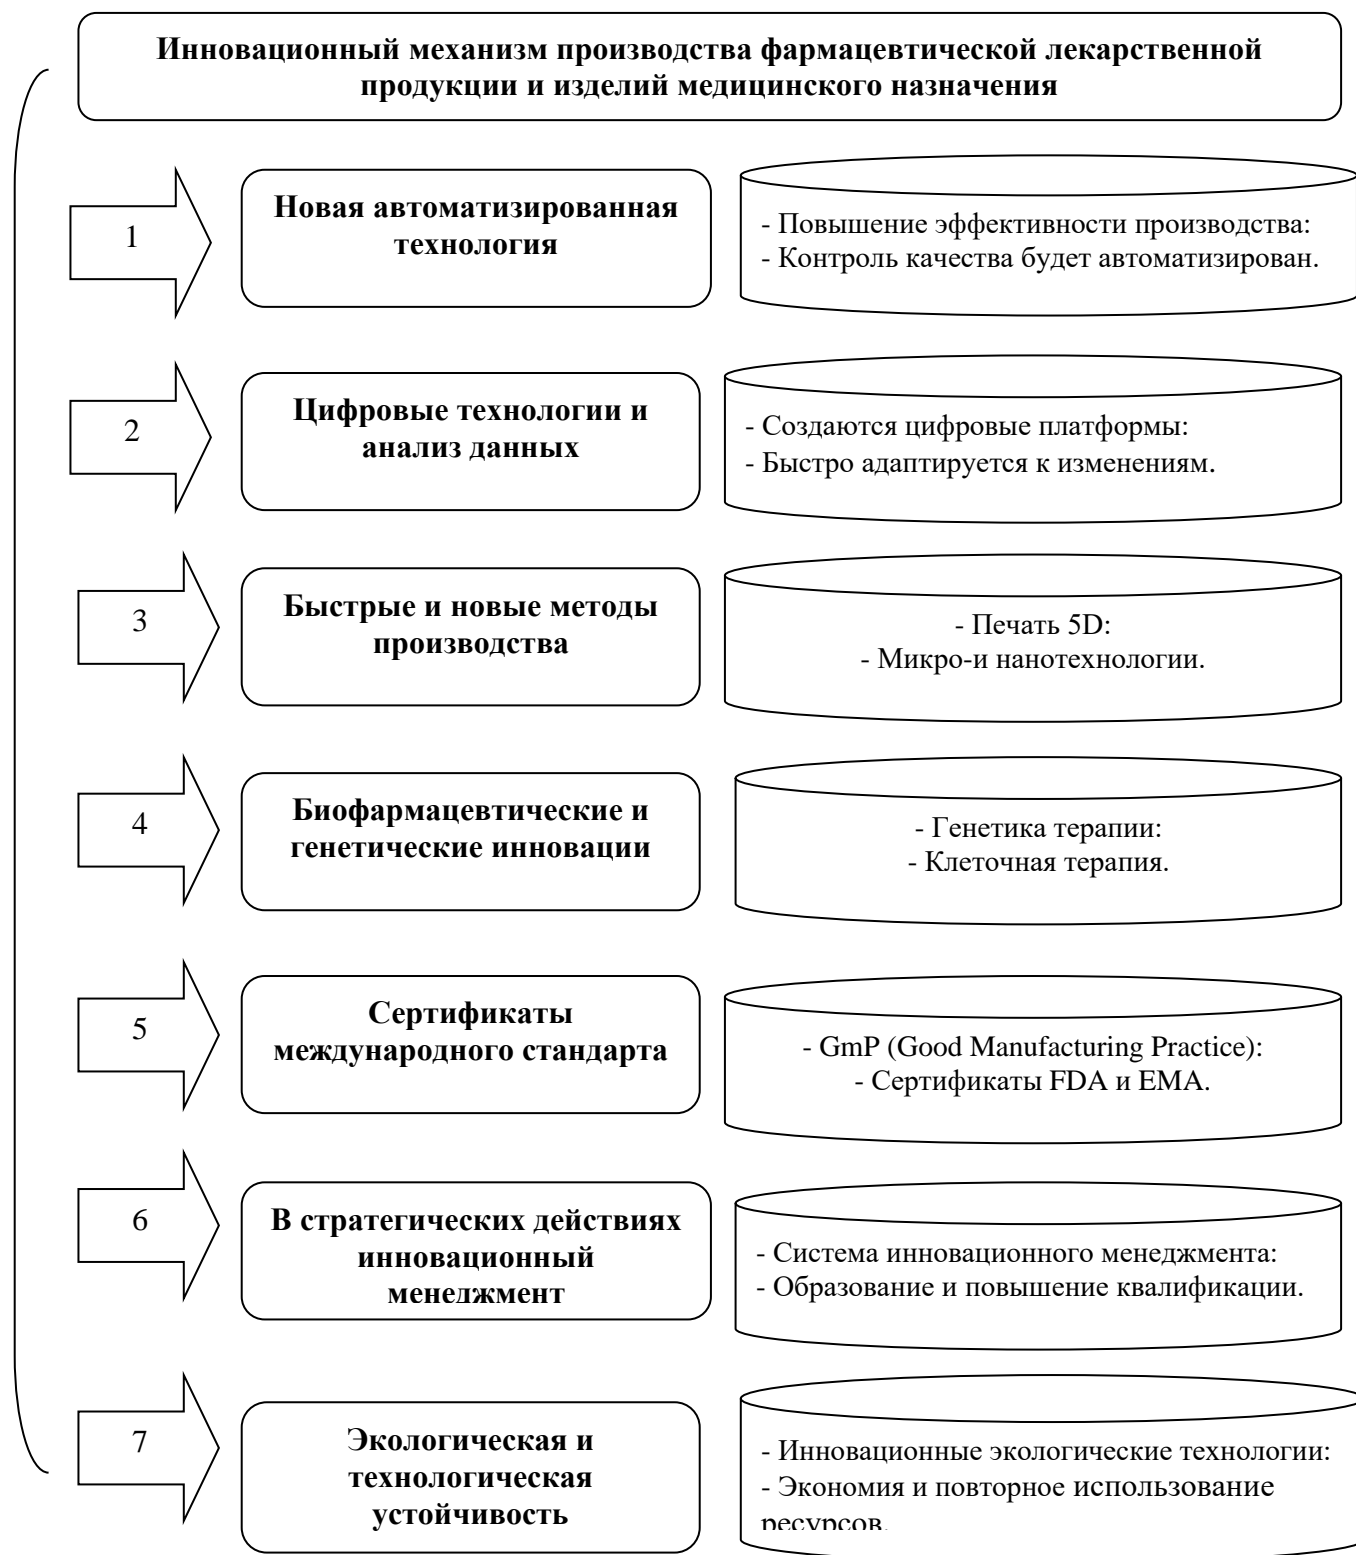 Инновационный механизм производства фармацевтической лекарственной
продукции и изделий медицинского назначения
1
Новая автоматизированная
технология
- Повышение эффективности производства:
- Контроль качества будет автоматизирован.
2
Цифровые технологии и
анализ данных
- Создаются цифровые платформы:
- Быстро адаптируется к изменениям.
3
Быстрые и новые методы
производства
- Печать 5D:
- Микро-и нанотехнологии.
4
Биофармацевтические и
генетические инновации
- Генетика терапии:
- Клеточная терапия.
5
Сертификаты
международного стандарта
- GmP (Good Manufacturing Practice):
- Сертификаты FDA и EMA.
6
В стратегических действиях
инновационный
менеджмент
- Система инновационного менеджмента:
- Образование и повышение квалификации.
7
Экологическая и
технологическая
устойчивость
- Инновационные экологические технологии:
- Экономия и повторное использование
ресурсов.